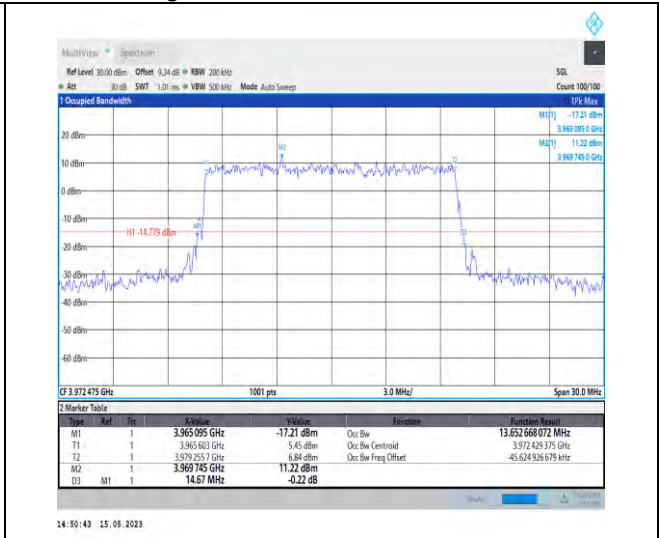 MultiView Spectrum
Ref Level 30.00 dBm Offset 9.34 dB RBW 200 kHz SGL
Att 30 dB SWT 1.01 ms VBW 500 kHz Mode Auto Sweep Count 100/100
1 Occupied Bandwidth 1Pk Max
M1[1] -17.21 dBm
3.965 095 0 GHz
20 dBm
M2[1] 11.22 dBm
3.969 745 0 GHz
M2
10 dBm
0 dBm
-10 dBm
H1 -14.779 dBm
-20 dBm
-30 dBm
-40 dBm
-50 dBm
-60 dBm
CF 3.972 475 GHz 1001 pts 3.0 MHz/ Span 30.0 MHz
2 Marker Table
Type Ref Trc X-Value Y-Value Function Function Result
M1 1 3.965 095 GHz -17.21 dBm Occ Bw 13.652 668 072 MHz
T1 1 3.965 603 GHz 5.45 dBm Occ Bw Centroid 3.972 429 375 GHz
T2 1 3.979 255 7 GHz 6.84 dBm Occ Bw Freq Offset -45.624 926 679 kHz
M2 1 3.969 745 GHz 11.22 dBm
D3 M1 1 14.67 MHz -0.22 dB
14:50:43 15.05.2023